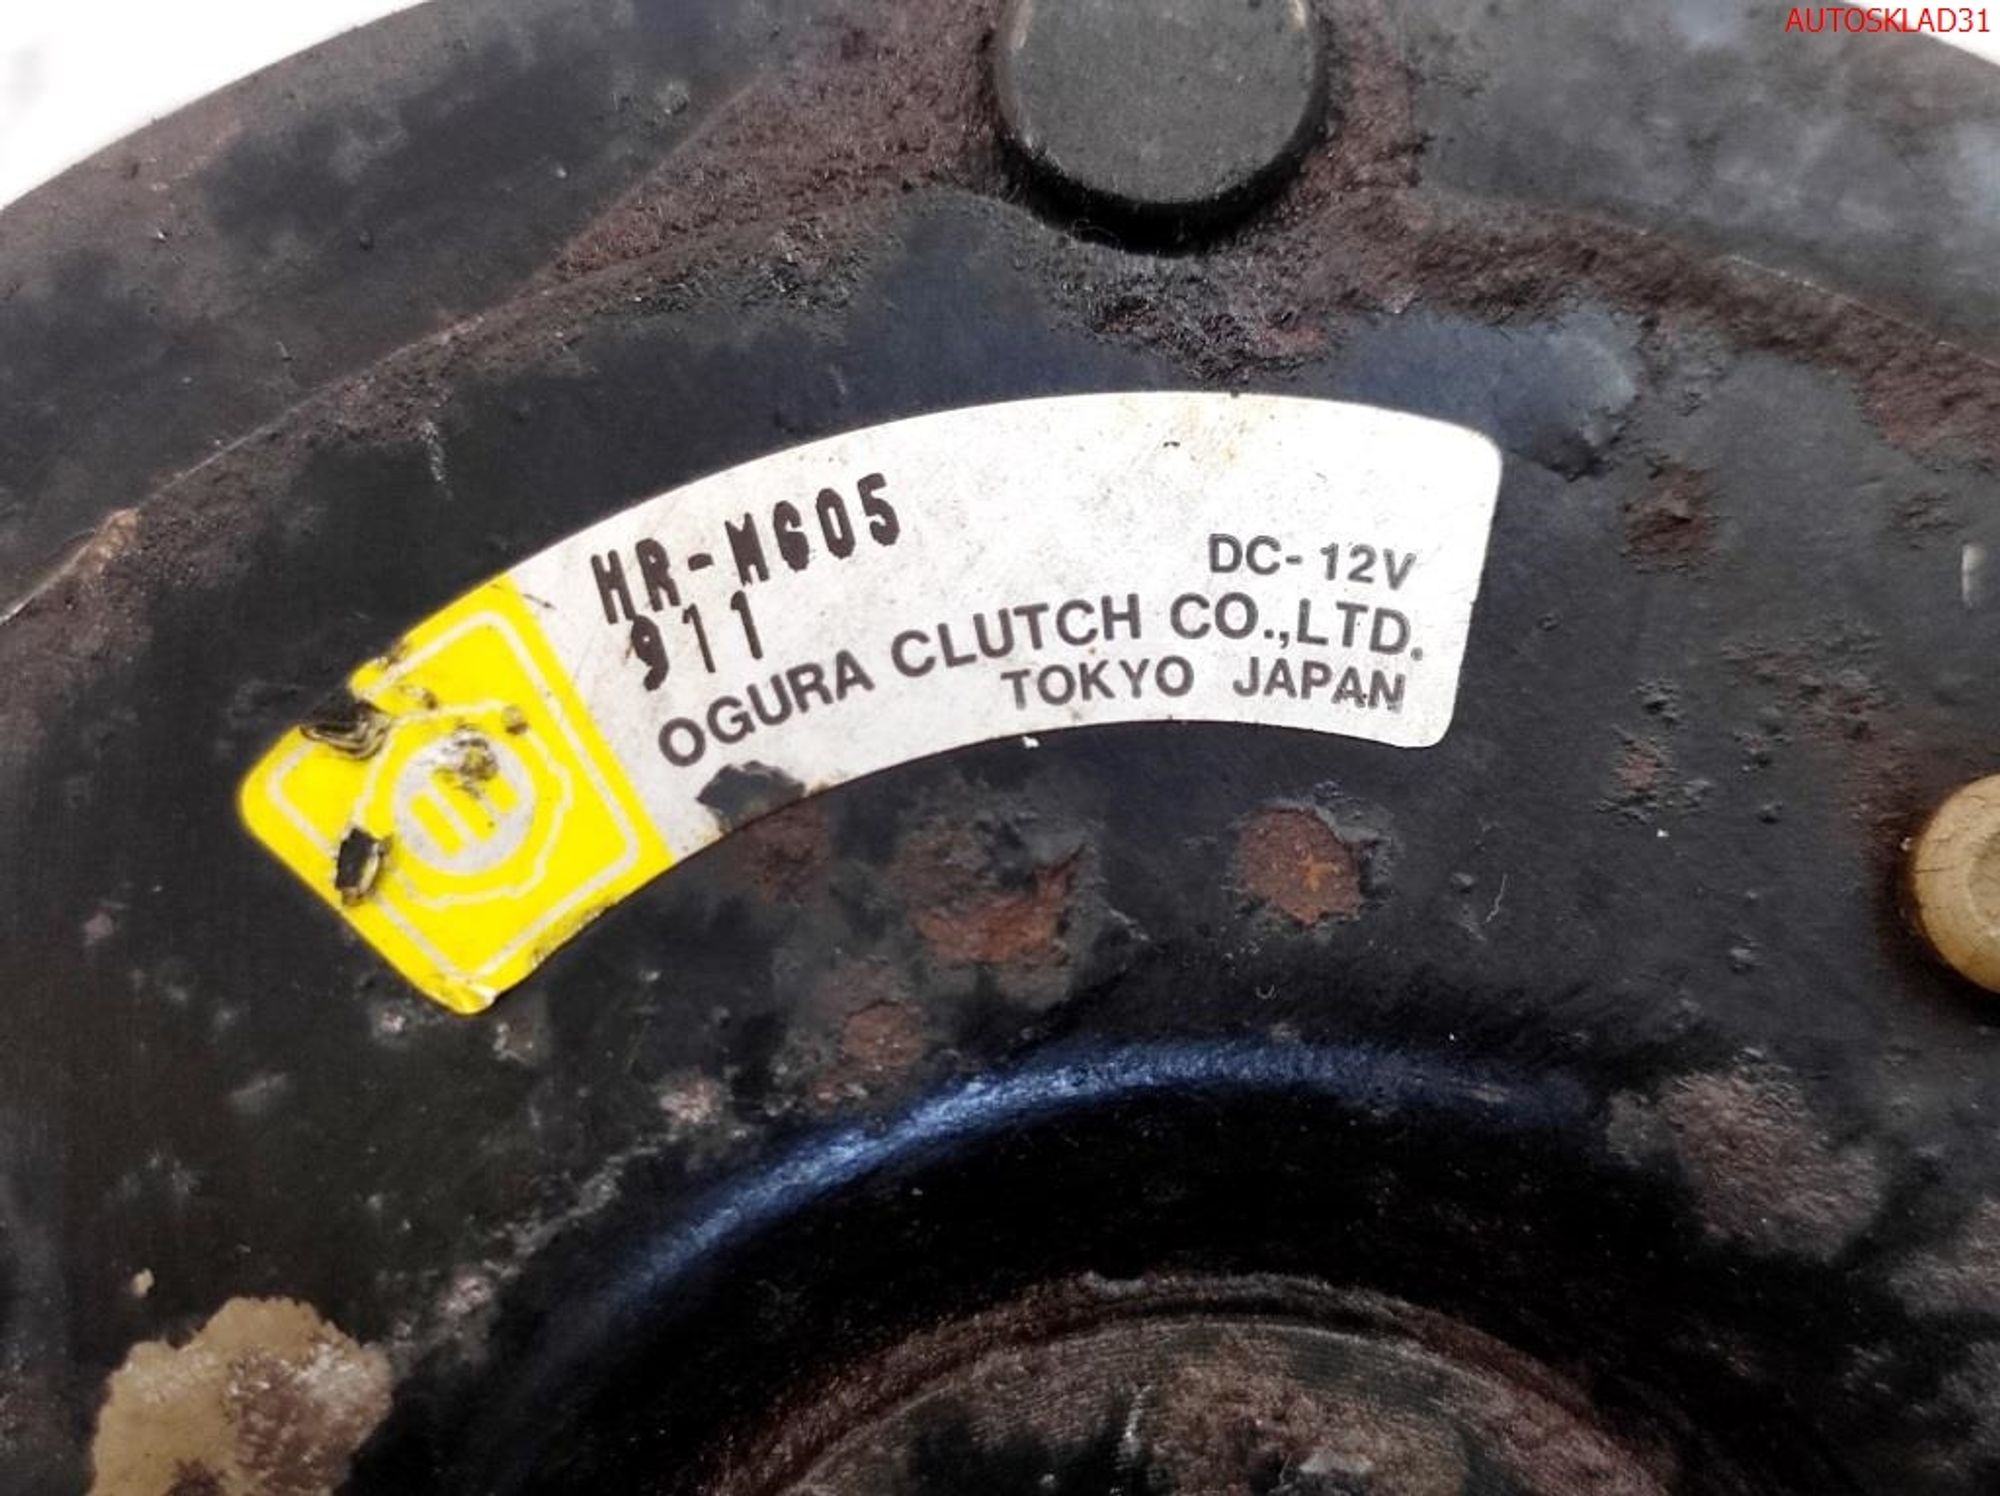 AUTOSKLAD31
HR-M605
911
DC-12V
OGURA CLUTCH CO.,LTD.
TOKYO JAPAN